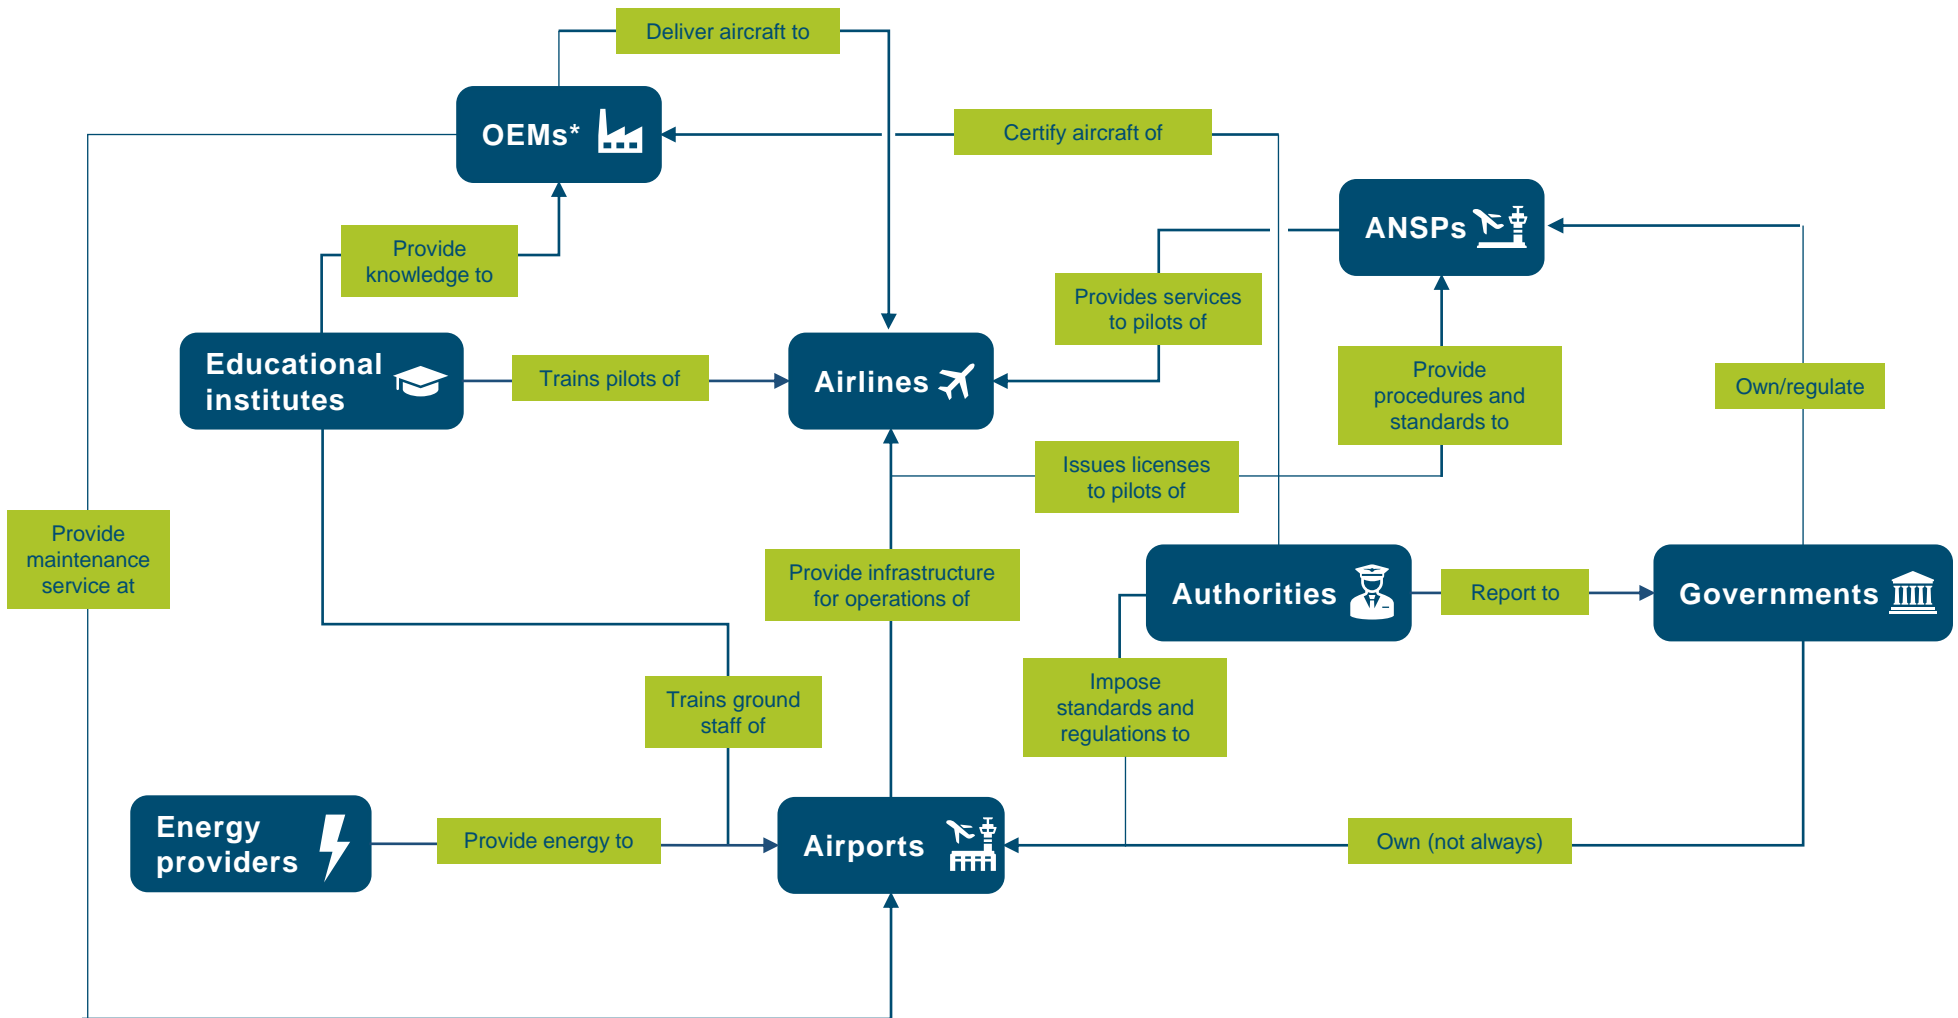 Deliver aircraft to
OEMs*
Certify aircraft of
ANSPs
Provide
knowledge to
Provides services
to pilots of
Educational
institutes
Trains pilots of
Airlines
Provide
procedures and
standards to
Own/regulate
Issues licenses
to pilots of
Provide
maintenance
service at
Provide infrastructure
for operations of
Authorities
Report to
Governments
Trains ground
staff of
Impose
standards and
regulations to
Energy
providers
Provide energy to
Airports
Own (not always)